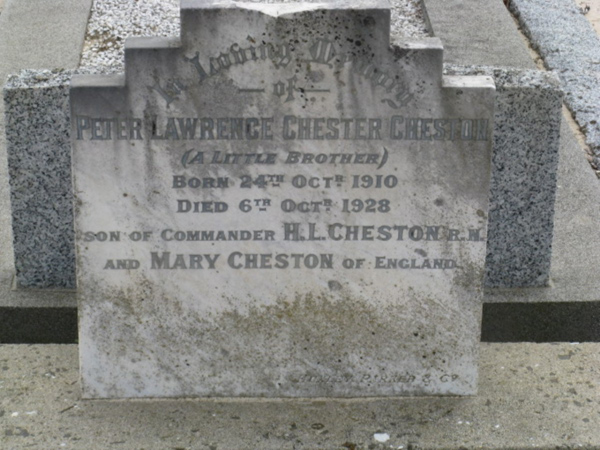 In Loving Memory
— of —
Peter Lawrence Chester Cheston
(A Little Brother)
Born 24th Octr 1910
Died 6th Octr 1928
son of Commander H.L. Cheston R.N.
and Mary Cheston of England.